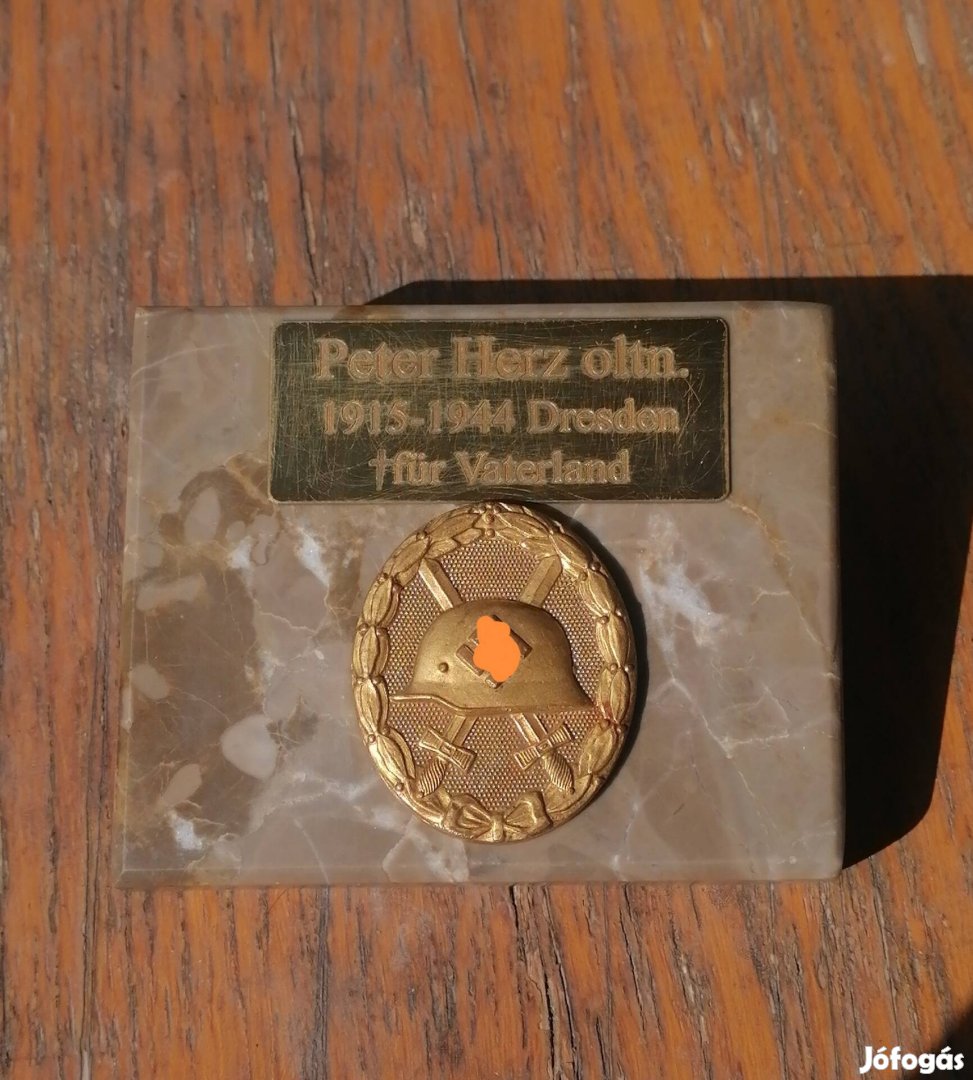 Peter Herz oltn.
1915-1944 Dresden
†für Vaterland
Jófogás